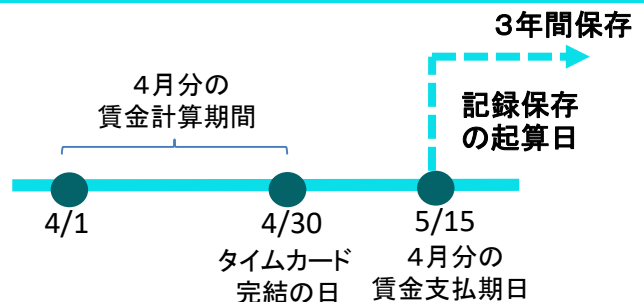 3年間保存
4月分の
賃金計算期間
記録保存
の起算日
4/1
4/30
5/15
タイムカード
完結の日
4月分の
賃金支払期日